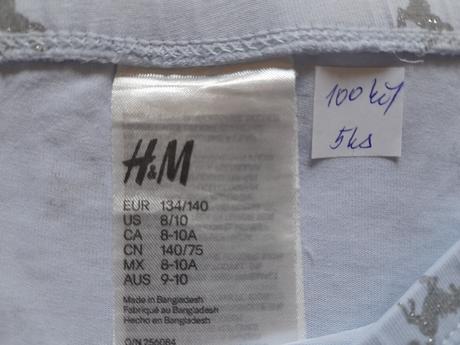 H&M
EUR 134/140
US 8/10
CA 8-10A
CN 140/75
MX 8-10A
AUS 9-10
Made in Bangladesh
Fabriqué au Bangladesh
Hecho en Bangladesh
O/N 256084
100 kč
5ks